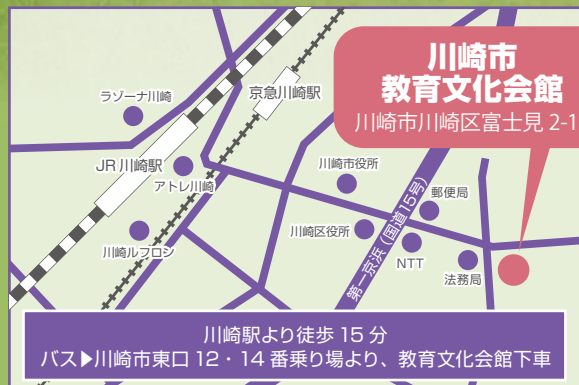 川崎市
教育文化会館
川崎市川崎区富士見 2-1
ラゾーナ川崎
京急川崎駅
JR 川崎駅
アトレ川崎
川崎市役所
郵便局
川崎区役所
第一京浜（国道15号）
川崎ルフロン
NTT
法務局
川崎駅より徒歩 15 分
バス▶川崎市東口 12・14 番乗り場より、教育文化会館下車